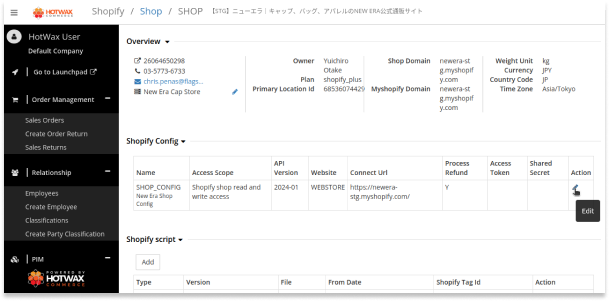 HOTWAX COMMERCE
Shopify / Shop / SHOP 【STG】ニューエラ｜キャップ、バッグ、アパレルのNEW ERA公式通販サイト
HotWax User
Default Company
Go to Launchpad
Order Management
Sales Orders
Create Order Return
Sales Returns
Relationship
Employees
Create Employee
Classifications
Create Party Classification
PIM
POWERED BY
HOTWAX
COMMERCE
Overview
26064650298
03-5773-6733
chris.penas@flags...
New Era Cap Store
Owner Yuichiro Otake
Plan shopify_plus
Primary Location Id 68536074429
Shop Domain newera-stg.myshopify.com
Myshopify Domain newera-stg.myshopify.com
Weight Unit kg
Currency JPY
Country Code JP
Time Zone Asia/Tokyo
Shopify Config
Name Access Scope API Version Website Connect Url Process Refund Access Token Shared Secret Action
SHOP_CONFIG New Era Shop Config Shopify shop read and write access 2024-01 WEBSTORE https://newera-stg.myshopify.com/ Y
Edit
Shopify script
Add
Type Version File From Date Shopify Tag Id Action